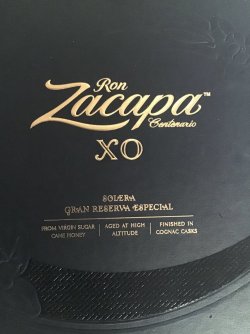 Ron
Zacapa™
Centenario
XO
SOLERA
GRAN RESERVA ESPECIAL
FROM VIRGIN SUGAR CANE HONEY | AGED AT HIGH ALTITUDE | FINISHED IN COGNAC CASKS